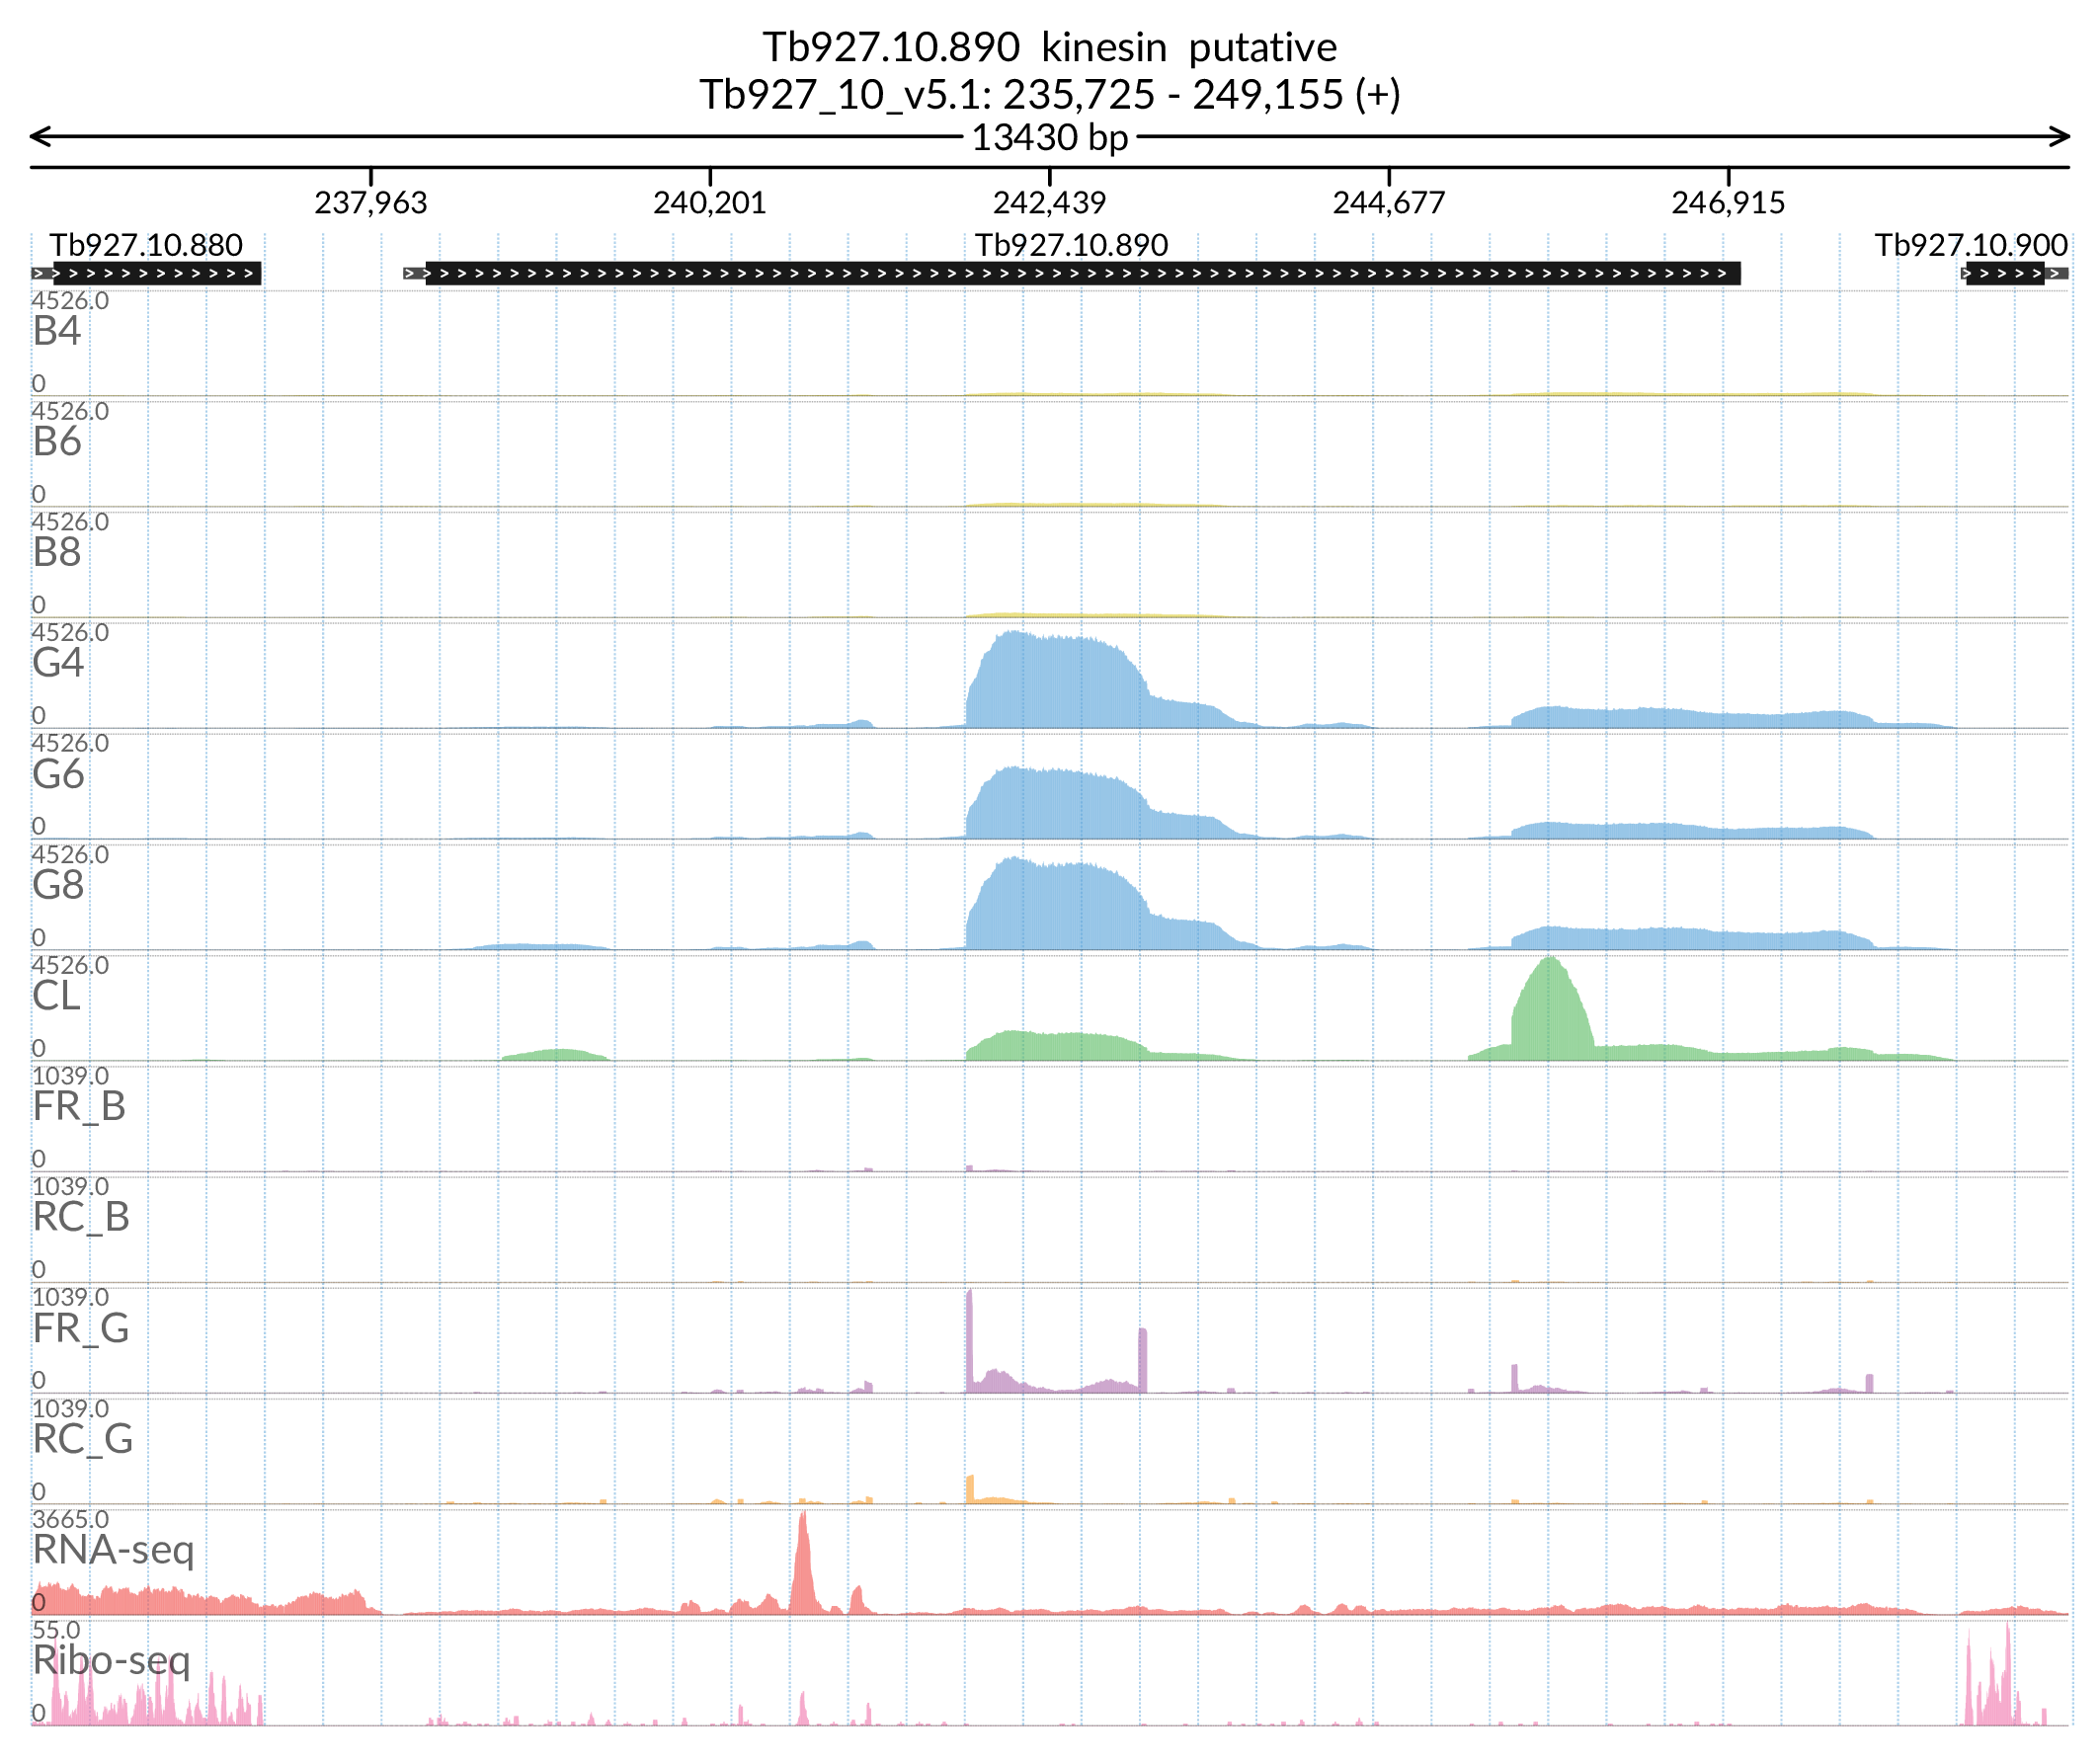 Tb927.10.890 kinesin putative
Tb927_10_v5.1: 235,725 - 249,155 (+)
13430 bp
237,963 240,201 242,439 244,677 246,915
Tb927.10.880 Tb927.10.890 Tb927.10.900
4526.0
B4
0
4526.0
B6
0
4526.0
B8
0
4526.0
G4
0
4526.0
G6
0
4526.0
G8
0
4526.0
CL
0
1039.0
FR_B
0
1039.0
RC_B
0
1039.0
FR_G
0
1039.0
RC_G
0
3665.0
RNA-seq
0
55.0
Ribo-seq
0